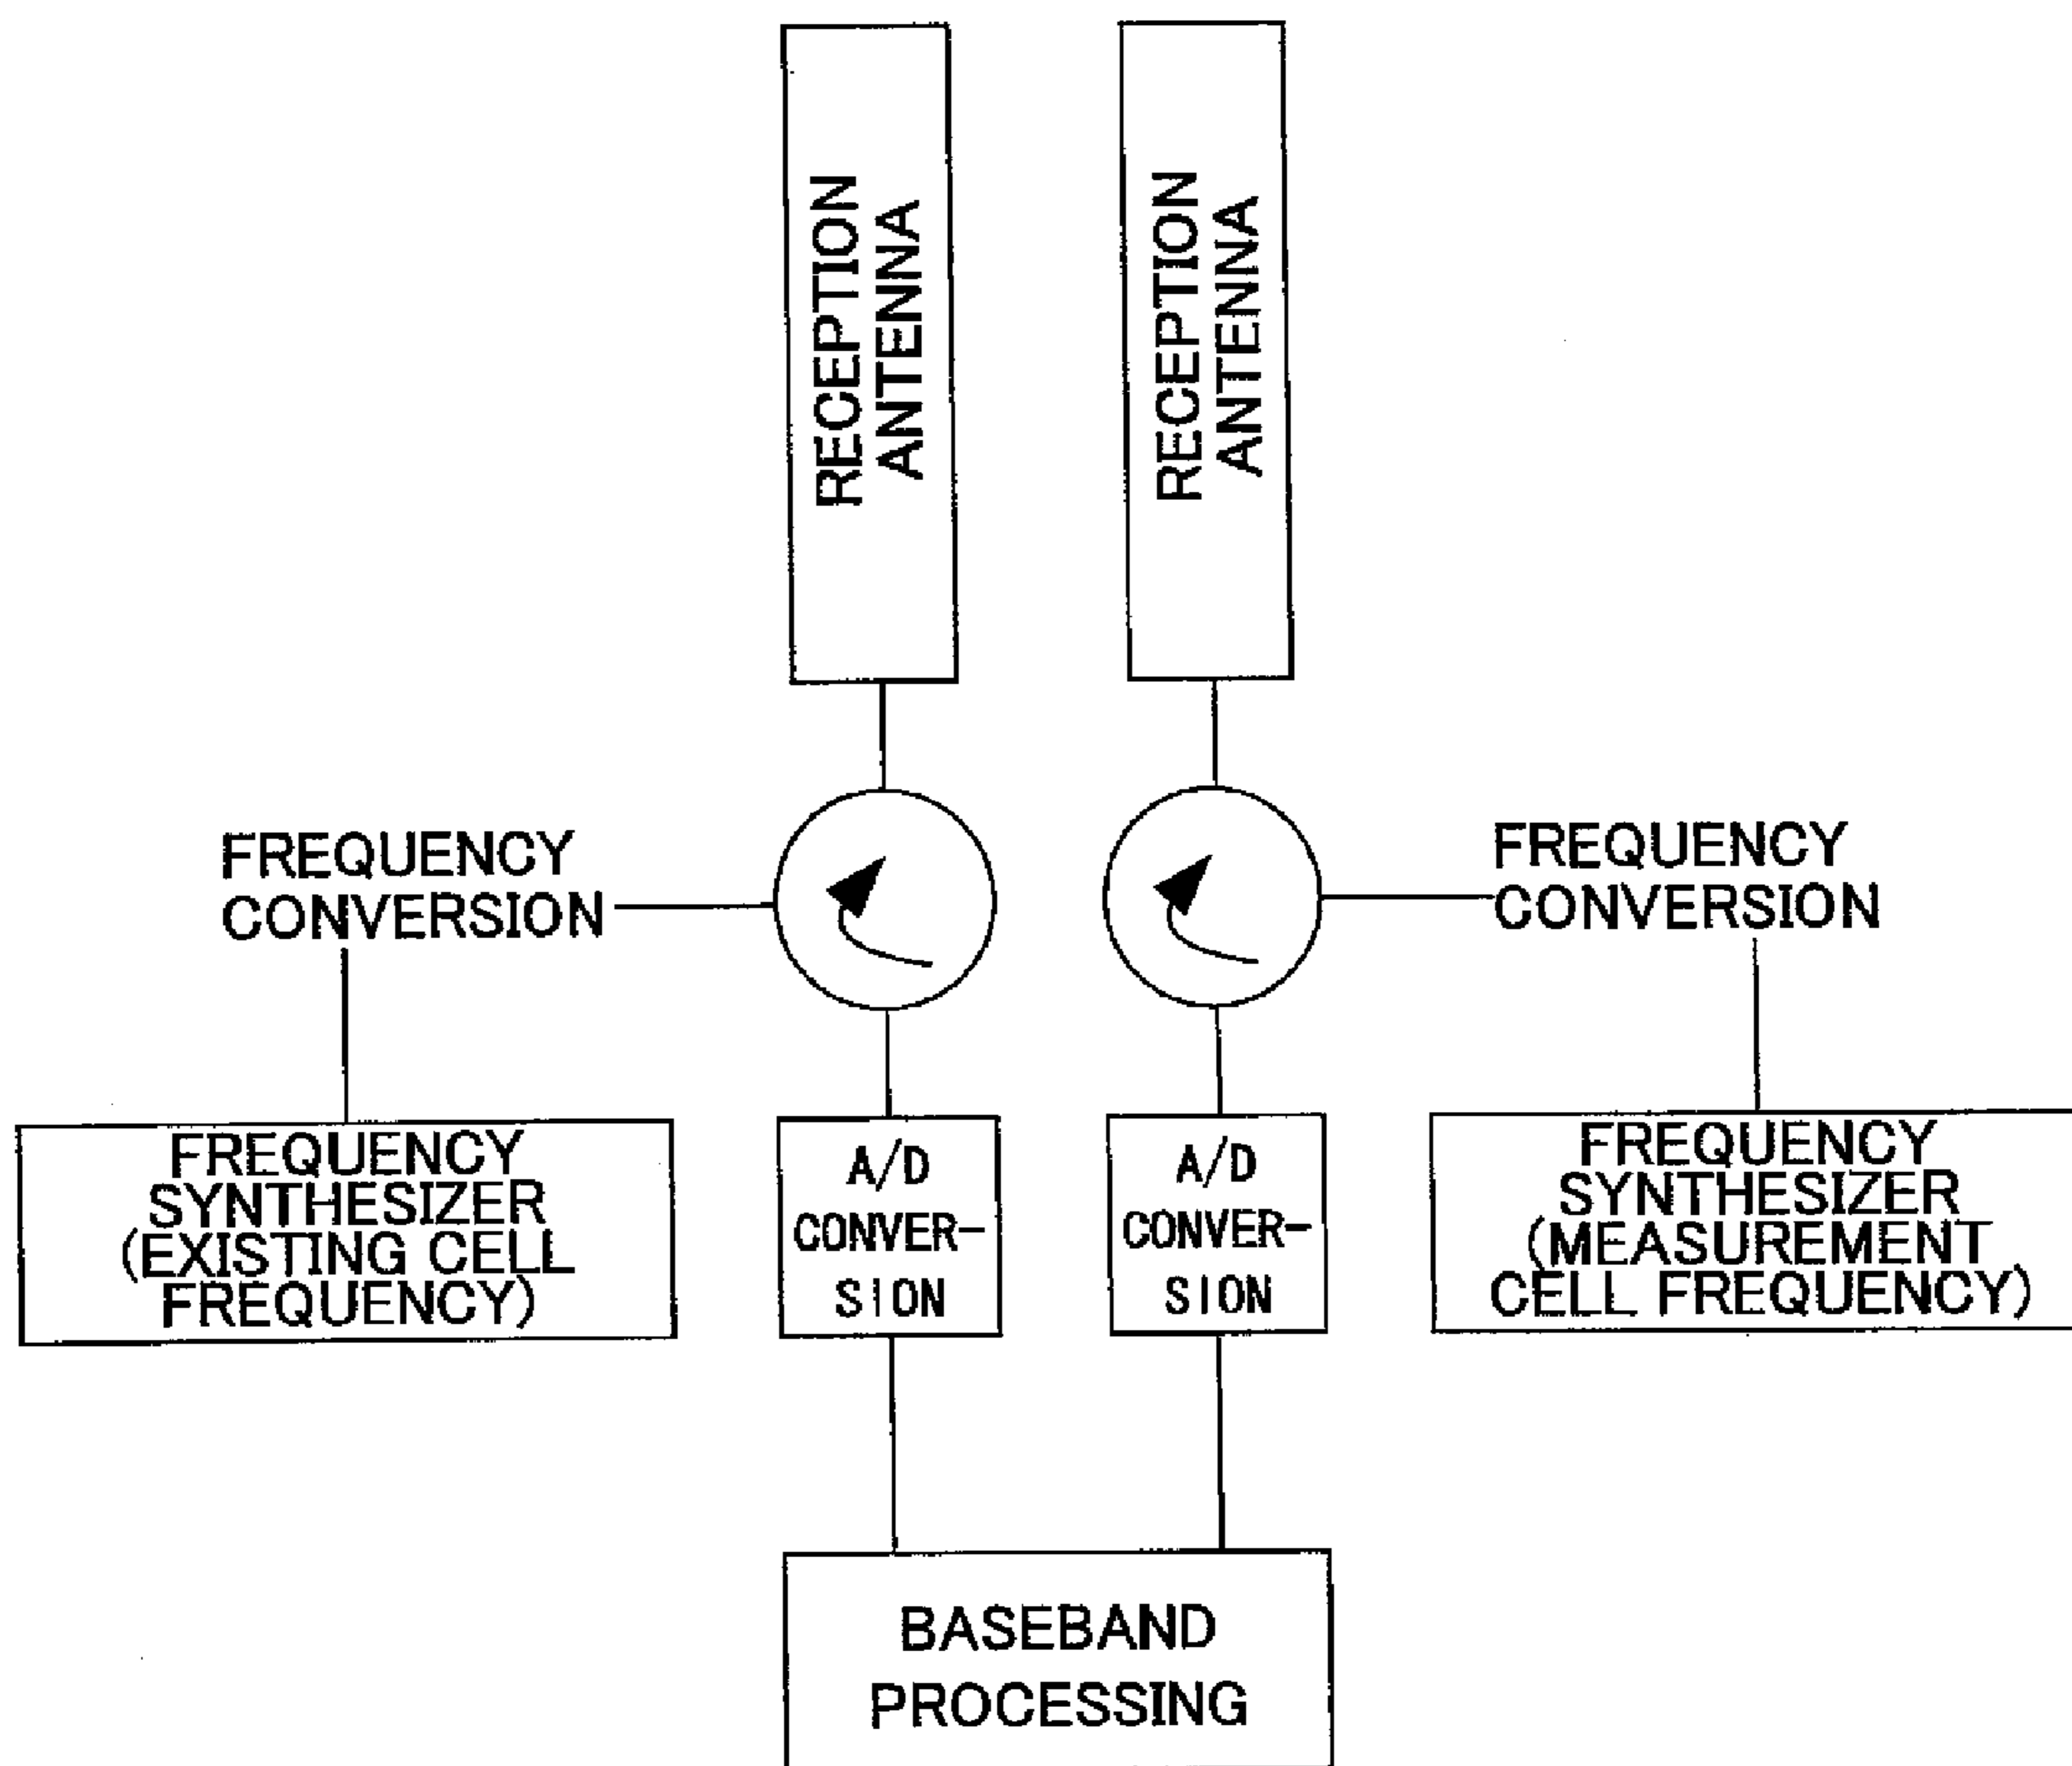 RECEPTION
ANTENNA
RECEPTION
ANTENNA
FREQUENCY
CONVERSION
FREQUENCY
CONVERSION
FREQUENCY
SYNTHESIZER
(EXISTING CELL
FREQUENCY)
A/D
CONVER-
SION
A/D
CONVER-
SION
FREQUENCY
SYNTHESIZER
(MEASUREMENT
CELL FREQUENCY)
BASEBAND
PROCESSING